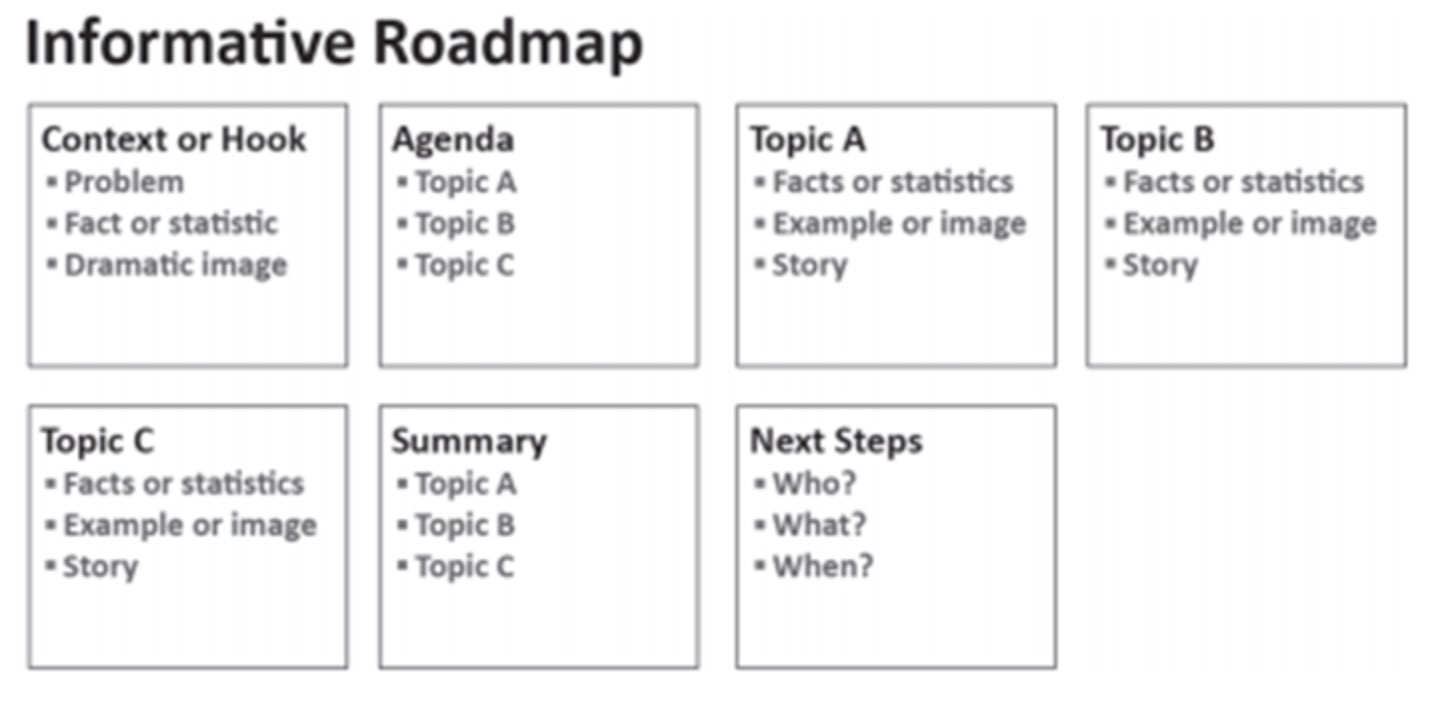 Informative Roadmap
Context or Hook
▪ Problem
▪ Fact or statistic
▪ Dramatic image
Agenda
▪ Topic A
▪ Topic B
▪ Topic C
Topic A
▪ Facts or statistics
▪ Example or image
▪ Story
Topic B
▪ Facts or statistics
▪ Example or image
▪ Story
Topic C
▪ Facts or statistics
▪ Example or image
▪ Story
Summary
▪ Topic A
▪ Topic B
▪ Topic C
Next Steps
▪ Who?
▪ What?
▪ When?